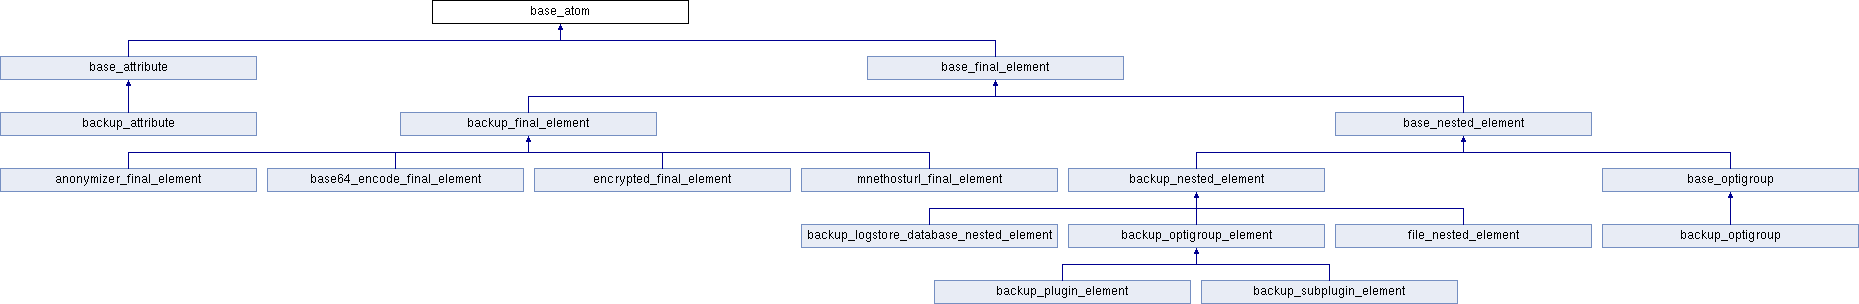 base_atom
base_attribute
base_final_element
backup_attribute
backup_final_element
base_nested_element
anonymizer_final_element
base64_encode_final_element
encrypted_final_element
mnethosturl_final_element
backup_nested_element
base_optigroup
backup_logstore_database_nested_element
backup_optigroup_element
file_nested_element
backup_optigroup
backup_plugin_element
backup_subplugin_element